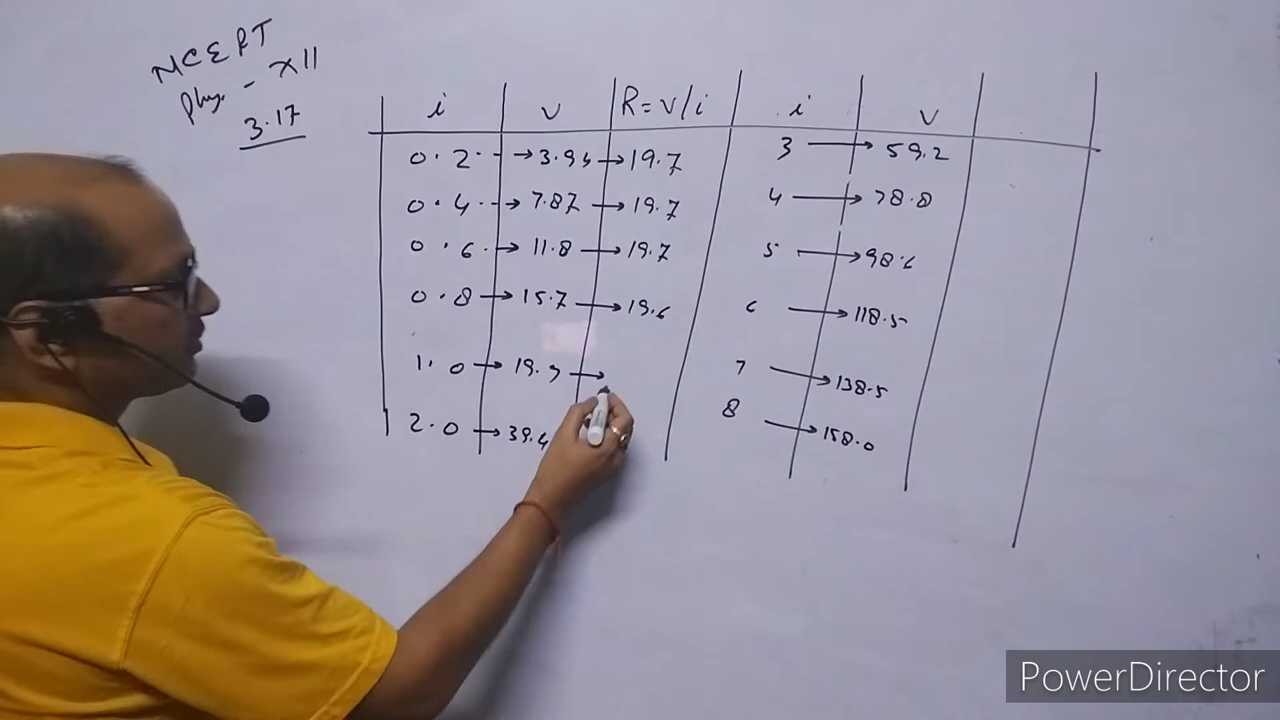 NCERT
Phy. - XII
3.17
i v R=v/i i v
0.2 → 3.94 → 19.7 3 → 59.2
0.4 → 7.87 → 19.7 4 → 78.8
0.6 → 11.8 → 19.7 5 → 98.6
0.8 → 15.7 → 19.6 6 → 118.5
1.0 → 19.7 → 7 → 138.5
2.0 → 39.4 8 → 158.0
PowerDirector